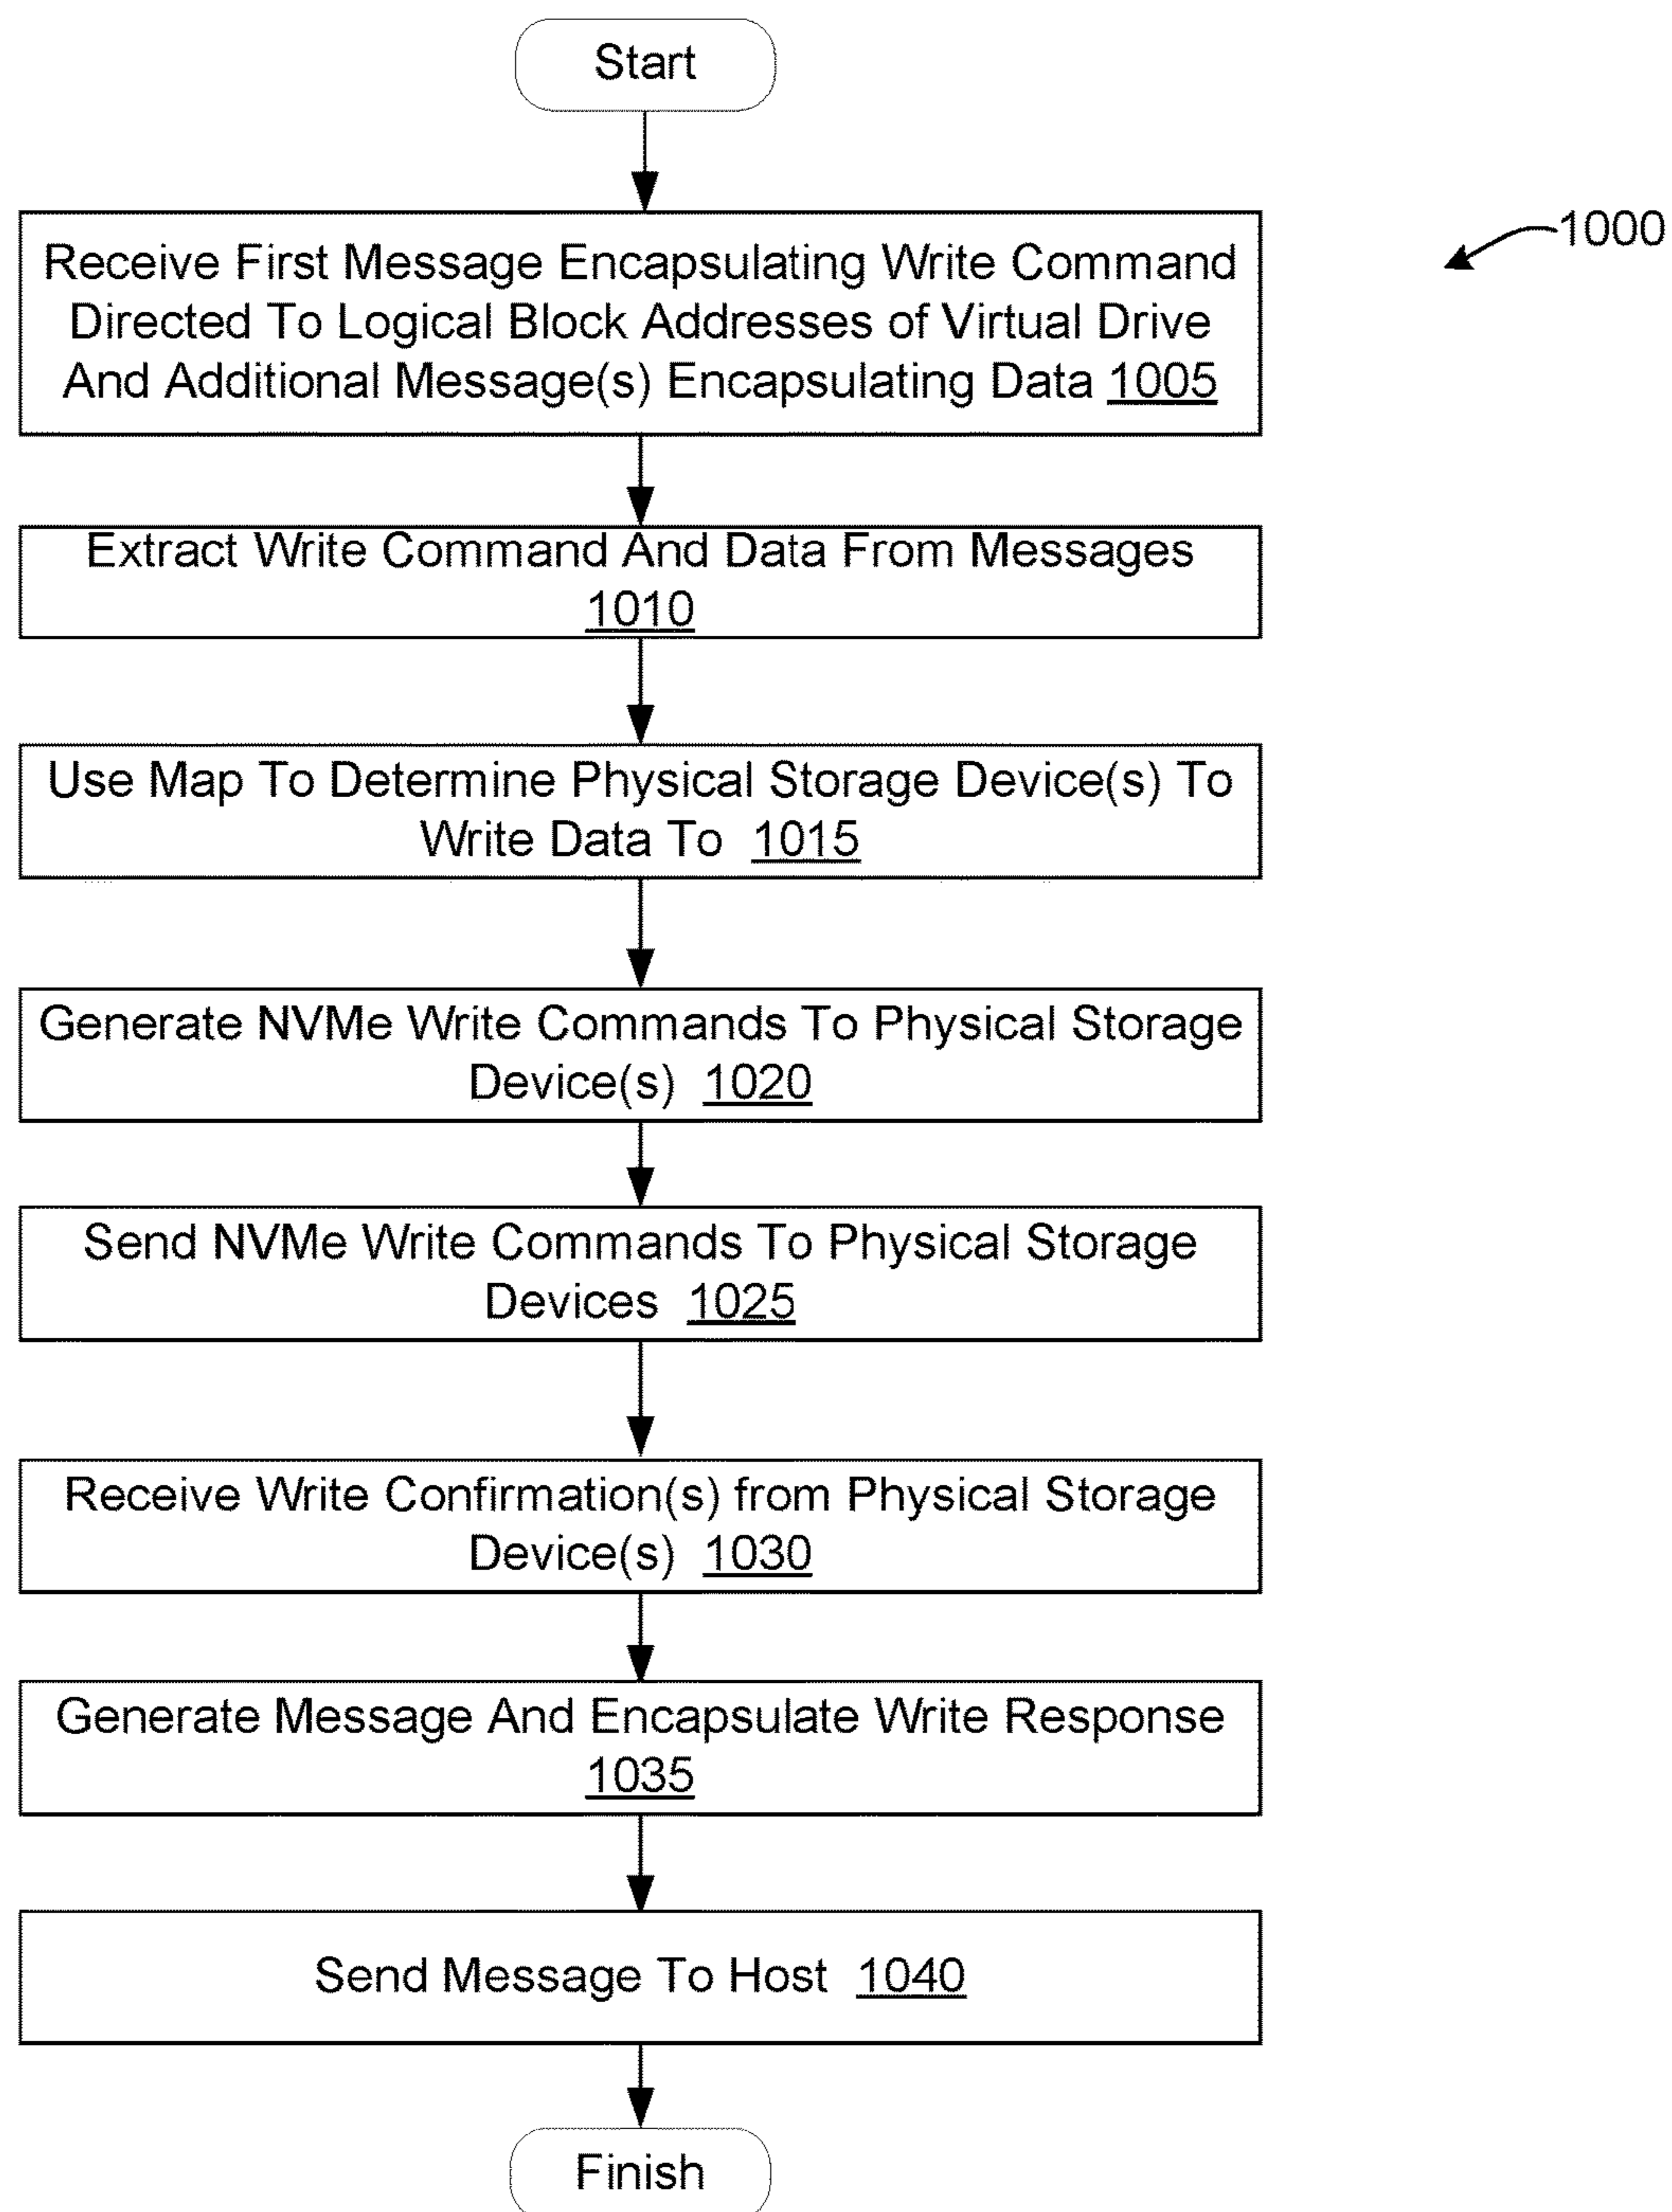 Start
1000
Receive First Message Encapsulating Write Command
Directed To Logical Block Addresses of Virtual Drive
And Additional Message(s) Encapsulating Data 1005
Extract Write Command And Data From Messages
1010
Use Map To Determine Physical Storage Device(s) To
Write Data To 1015
Generate NVMe Write Commands To Physical Storage
Device(s) 1020
Send NVMe Write Commands To Physical Storage
Devices 1025
Receive Write Confirmation(s) from Physical Storage
Device(s) 1030
Generate Message And Encapsulate Write Response
1035
Send Message To Host 1040
Finish